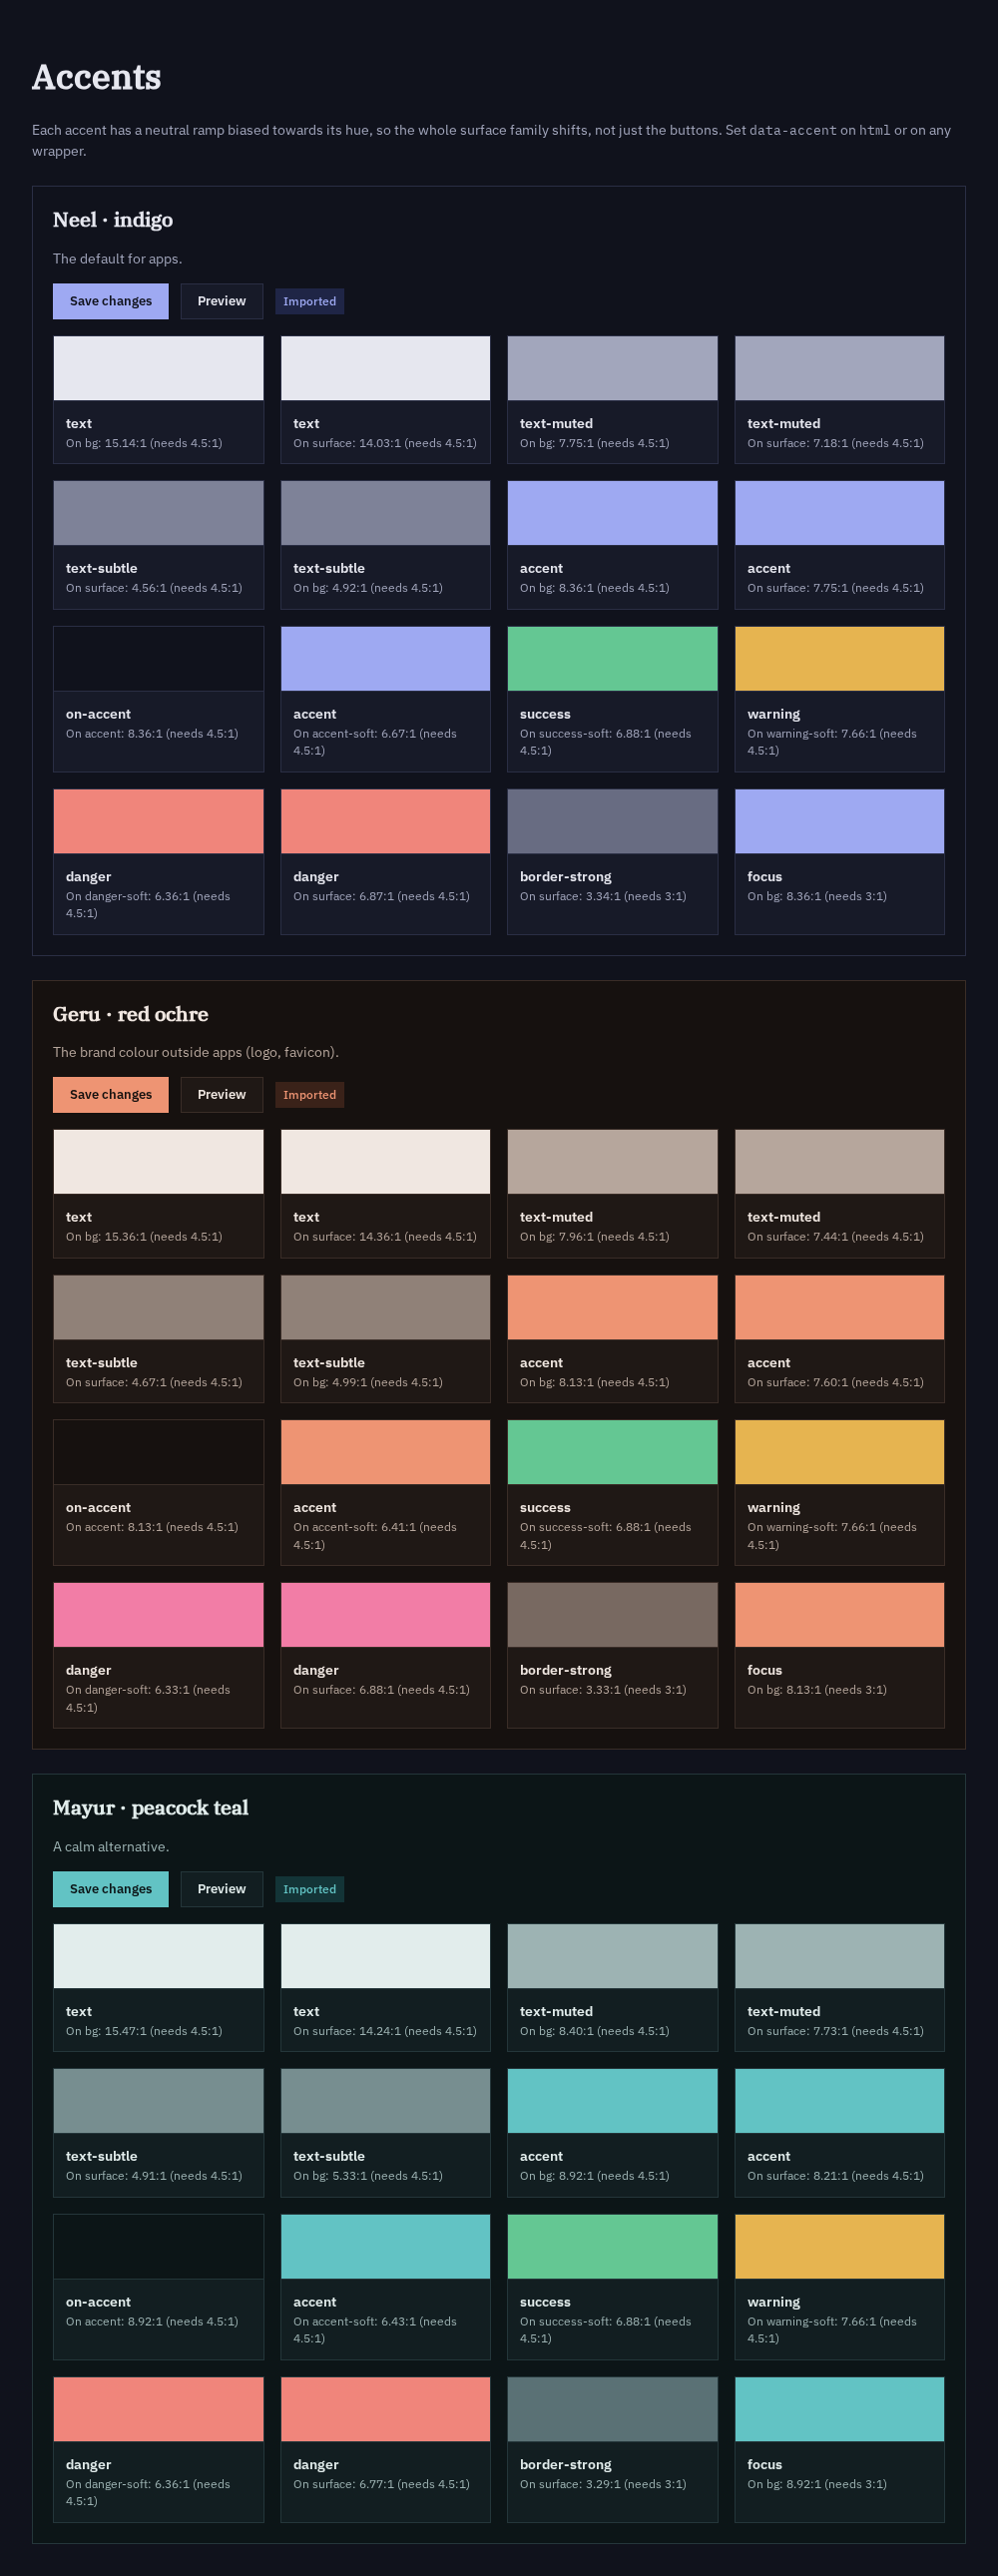 Accents
Each accent has a neutral ramp biased towards its hue, so the whole surface family shifts, not just the buttons. Set data-accent on html or on any
wrapper.
Neel · indigo
The default for apps.
Save changes Preview Imported
text text text-muted text-muted
On bg: 15.14:1 (needs 4.5:1) On surface: 14.03:1 (needs 4.5:1) On bg: 7.75:1 (needs 4.5:1) On surface: 7.18:1 (needs 4.5:1)
text-subtle text-subtle accent accent
On surface: 4.56:1 (needs 4.5:1) On bg: 4.92:1 (needs 4.5:1) On bg: 8.36:1 (needs 4.5:1) On surface: 7.75:1 (needs 4.5:1)
on-accent accent success warning
On accent: 8.36:1 (needs 4.5:1) On accent-soft: 6.67:1 (needs On success-soft: 6.88:1 (needs On warning-soft: 7.66:1 (needs
4.5:1) 4.5:1) 4.5:1)
danger danger border-strong focus
On danger-soft: 6.36:1 (needs On surface: 6.87:1 (needs 4.5:1) On surface: 3.34:1 (needs 3:1) On bg: 8.36:1 (needs 3:1)
4.5:1)
Geru · red ochre
The brand colour outside apps (logo, favicon).
Save changes Preview Imported
text text text-muted text-muted
On bg: 15.36:1 (needs 4.5:1) On surface: 14.36:1 (needs 4.5:1) On bg: 7.96:1 (needs 4.5:1) On surface: 7.44:1 (needs 4.5:1)
text-subtle text-subtle accent accent
On surface: 4.67:1 (needs 4.5:1) On bg: 4.99:1 (needs 4.5:1) On bg: 8.13:1 (needs 4.5:1) On surface: 7.60:1 (needs 4.5:1)
on-accent accent success warning
On accent: 8.13:1 (needs 4.5:1) On accent-soft: 6.41:1 (needs On success-soft: 6.88:1 (needs On warning-soft: 7.66:1 (needs
4.5:1) 4.5:1) 4.5:1)
danger danger border-strong focus
On danger-soft: 6.33:1 (needs On surface: 6.88:1 (needs 4.5:1) On surface: 3.33:1 (needs 3:1) On bg: 8.13:1 (needs 3:1)
4.5:1)
Mayur · peacock teal
A calm alternative.
Save changes Preview Imported
text text text-muted text-muted
On bg: 15.47:1 (needs 4.5:1) On surface: 14.24:1 (needs 4.5:1) On bg: 8.40:1 (needs 4.5:1) On surface: 7.73:1 (needs 4.5:1)
text-subtle text-subtle accent accent
On surface: 4.91:1 (needs 4.5:1) On bg: 5.33:1 (needs 4.5:1) On bg: 8.92:1 (needs 4.5:1) On surface: 8.21:1 (needs 4.5:1)
on-accent accent success warning
On accent: 8.92:1 (needs 4.5:1) On accent-soft: 6.43:1 (needs On success-soft: 6.88:1 (needs On warning-soft: 7.66:1 (needs
4.5:1) 4.5:1) 4.5:1)
danger danger border-strong focus
On danger-soft: 6.36:1 (needs On surface: 6.77:1 (needs 4.5:1) On surface: 3.29:1 (needs 3:1) On bg: 8.92:1 (needs 3:1)
4.5:1)